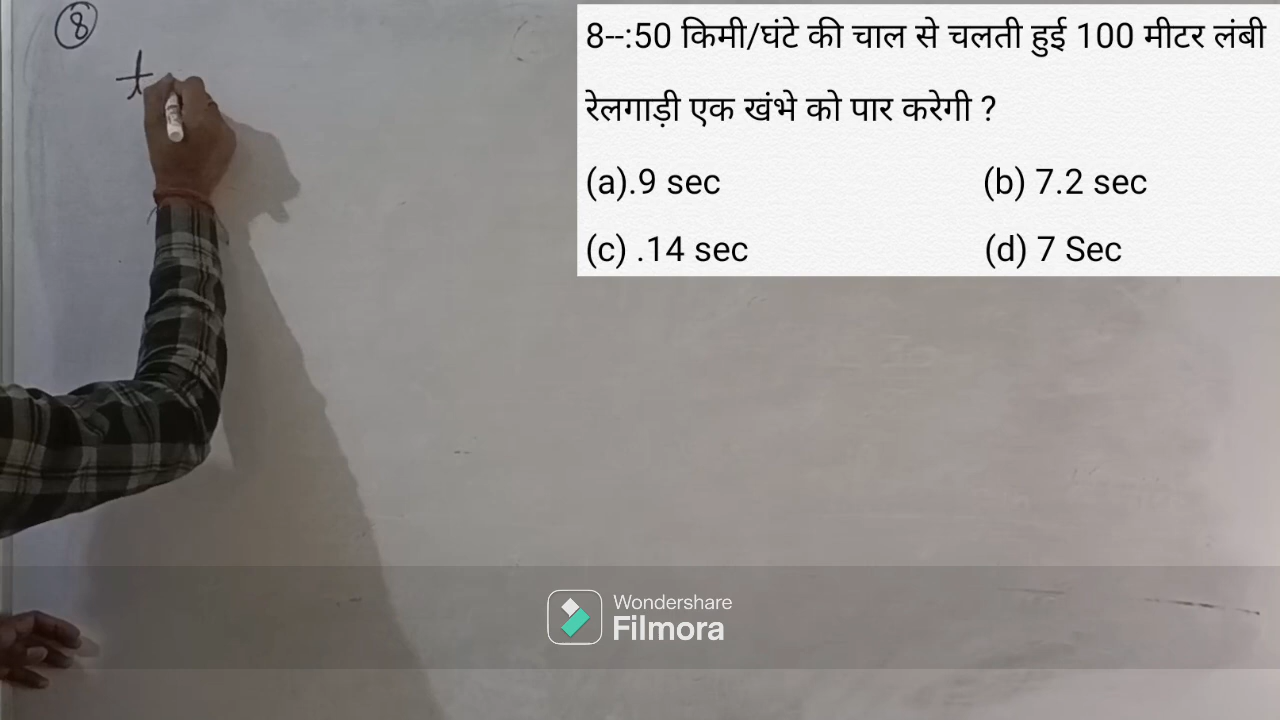 8
t
8--:50 किमी/घंटे की चाल से चलती हुई 100 मीटर लंबी
रेलगाड़ी एक खंभे को पार करेगी ?
(a).9 sec (b) 7.2 sec
(c) .14 sec (d) 7 Sec
Wondershare
Filmora